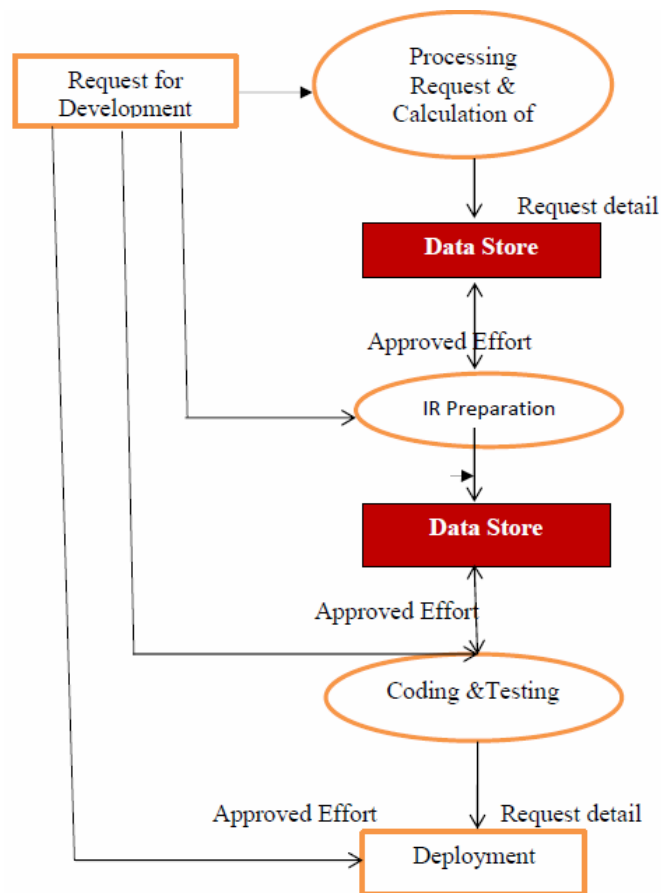 Request for
Development
Processing
Request &
Calculation of
Request detail
Data Store
Approved Effort
IR Preparation
Data Store
Approved Effort
Coding &Testing
Approved Effort
Request detail
Deployment